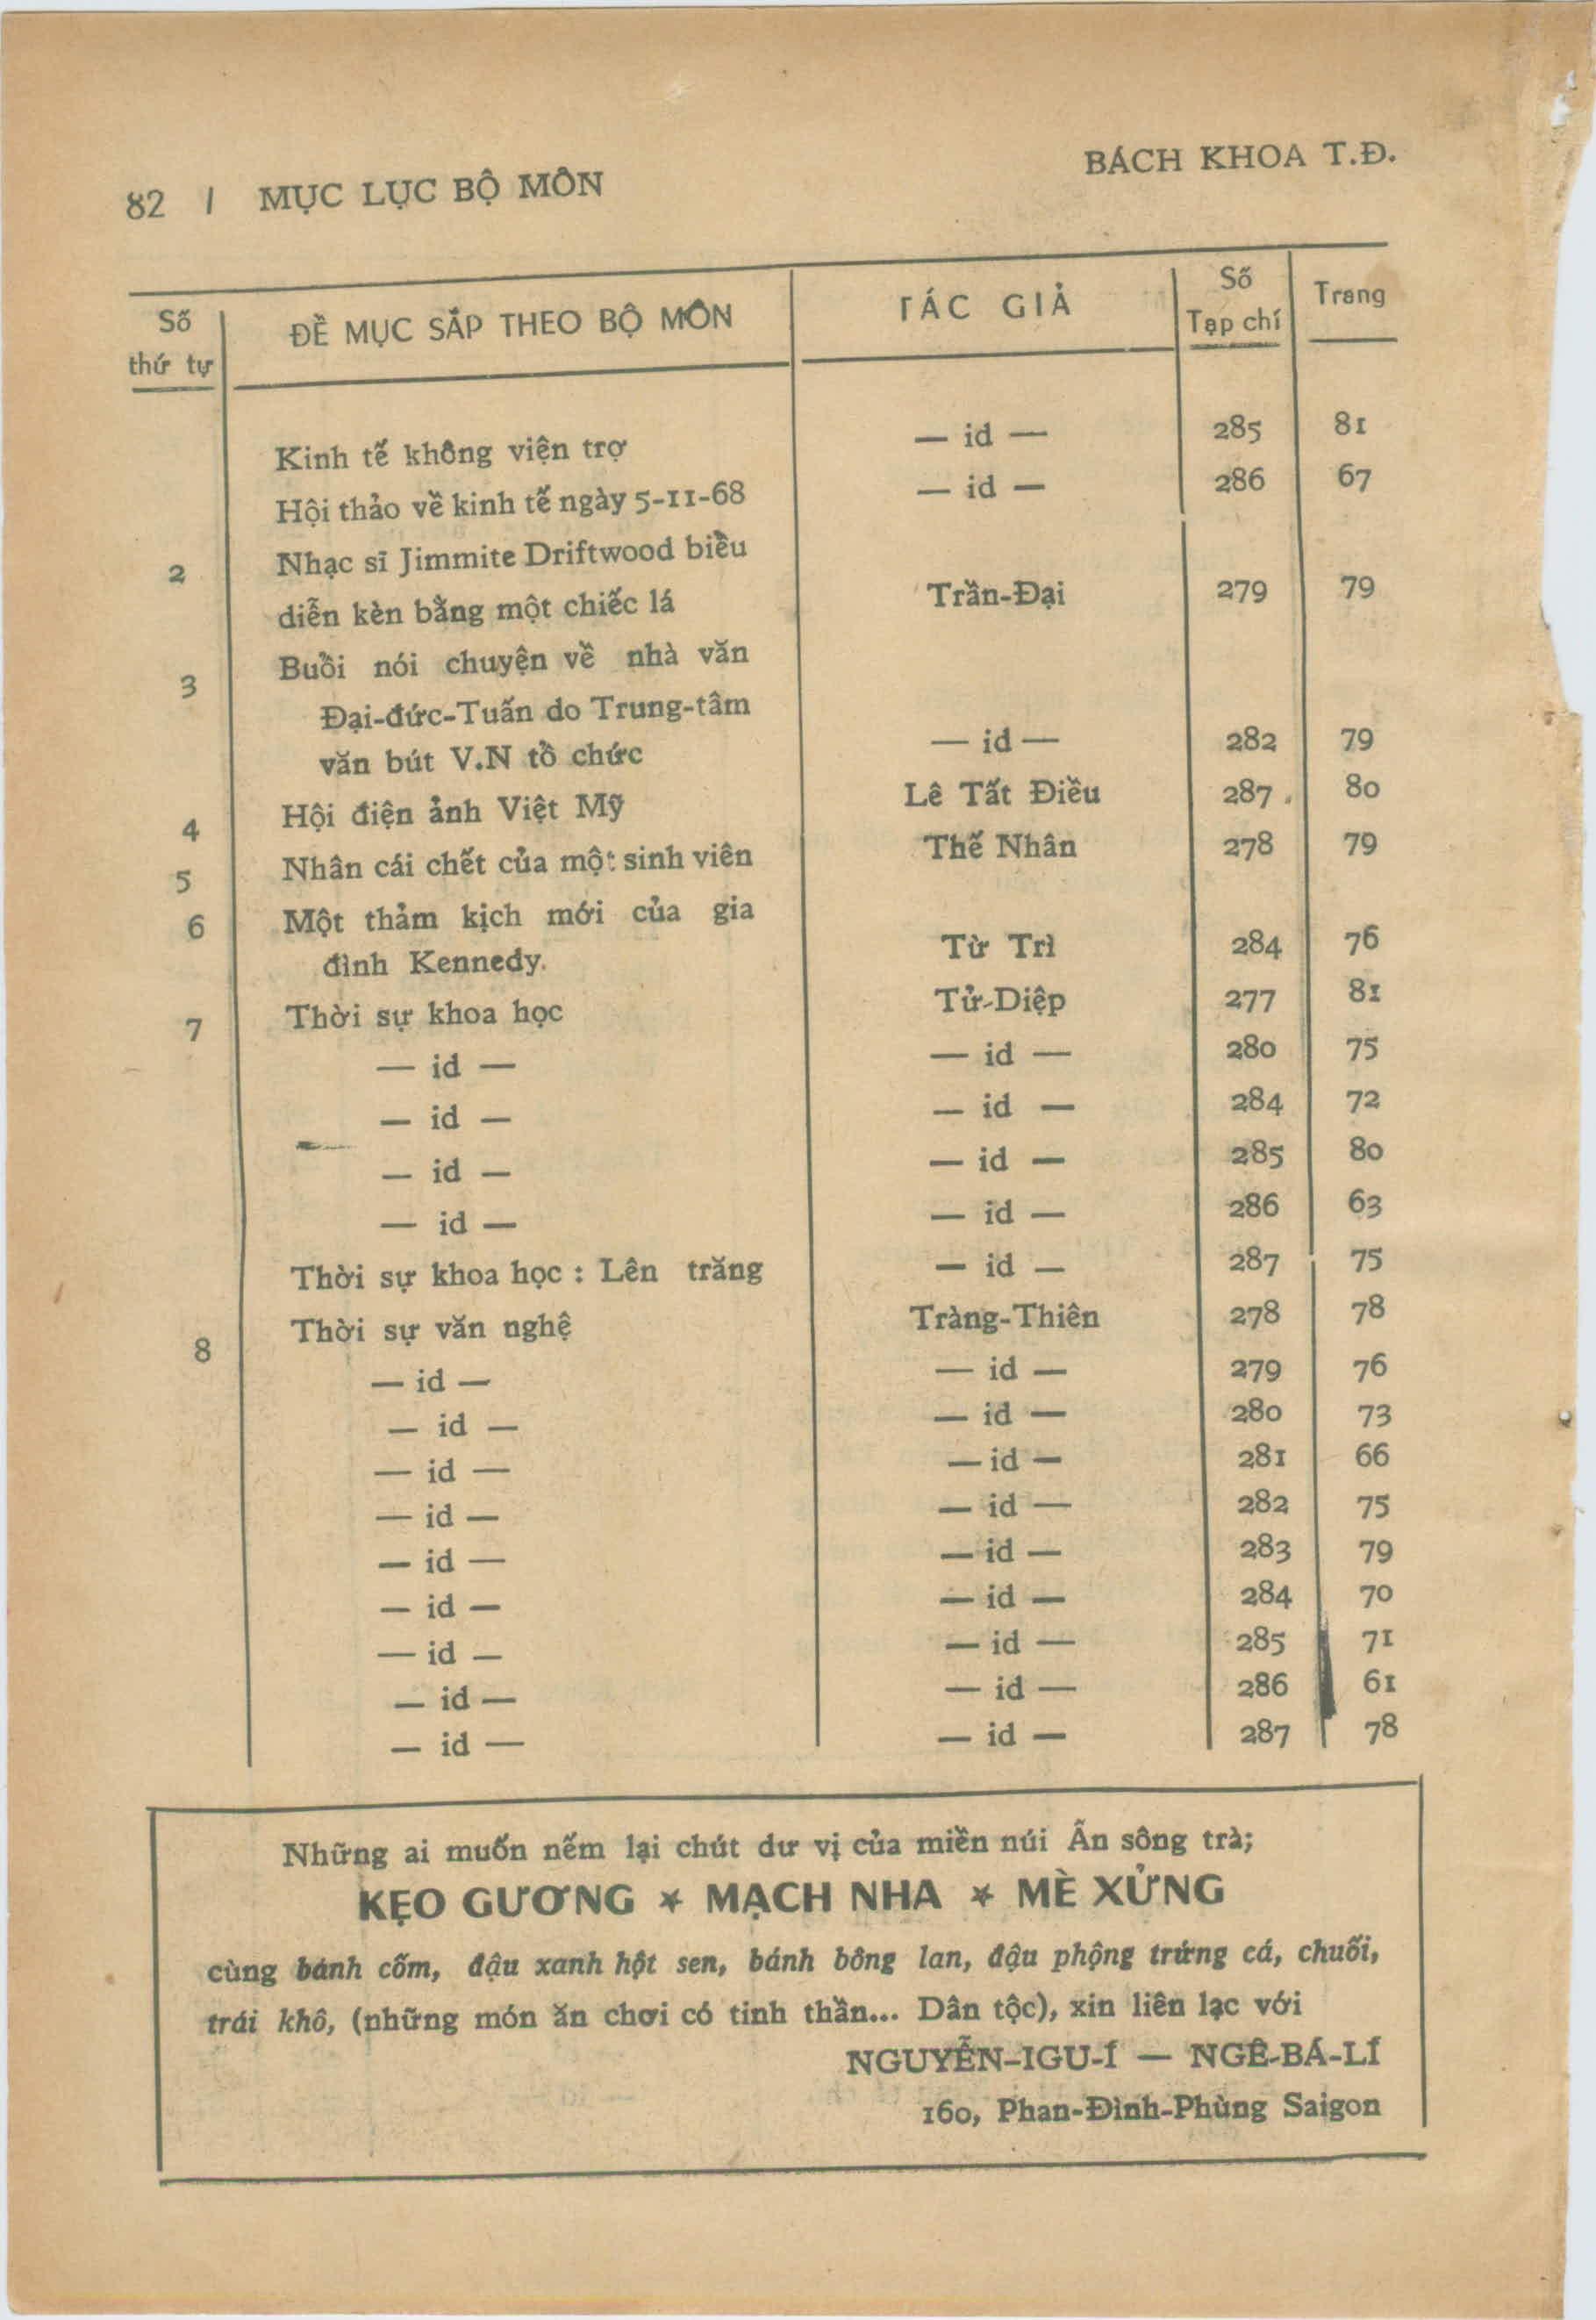 82 / MỤC LỤC BỘ MÔN BÁCH KHOA T.Đ.
Số thứ tự ĐỀ MỤC SẮP THEO BỘ MÔN TÁC GIẢ Số Tạp chí Trang
Kinh tế không viện trợ — id — 285 81
Hội thảo về kinh tế ngày 5-11-68 — id — 286 67
2 Nhạc sĩ Jimmite Driftwood biểu
diễn kèn bằng một chiếc lá Trần-Đại 279 79
3 Buổi nói chuyện về nhà văn
Đại-đức-Tuấn do Trung-tâm
văn bút V.N tổ chức — id — 282 79
4 Hội điện ảnh Việt Mỹ Lê Tất Điều 287 80
5 Nhân cái chết của một sinh viên Thế Nhân 278 79
6 Một thảm kịch mới của gia
đình Kennedy. Từ Trì 284 76
7 Thời sự khoa học Tử-Diệp 277 81
— id — — id — 280 75
— id — — id — 284 72
— id — — id — 285 80
— id — — id — 286 63
Thời sự khoa học : Lên trăng — id — 287 75
8 Thời sự văn nghệ Tràng-Thiên 278 78
— id — — id — 279 76
— id — — id — 280 73
— id — — id — 281 66
— id — — id — 282 75
— id — — id — 283 79
— id — — id — 284 70
— id — — id — 285 71
— id — — id — 286 61
— id — — id — 287 78
Những ai muốn nếm lại chút dư vị của miền núi Ấn sông trà;
KẸO GƯƠNG * MẠCH NHA * MÈ XỬNG
cùng bánh cốm, đậu xanh hột sen, bánh bông lan, đậu phộng trứng cá, chuối,
trái khô, (những món ăn chơi có tinh thần... Dân tộc), xin liên lạc với
NGUYỄN-IGU-Í — NGÊ-BÁ-LÍ
160, Phan-Đình-Phùng Saigon